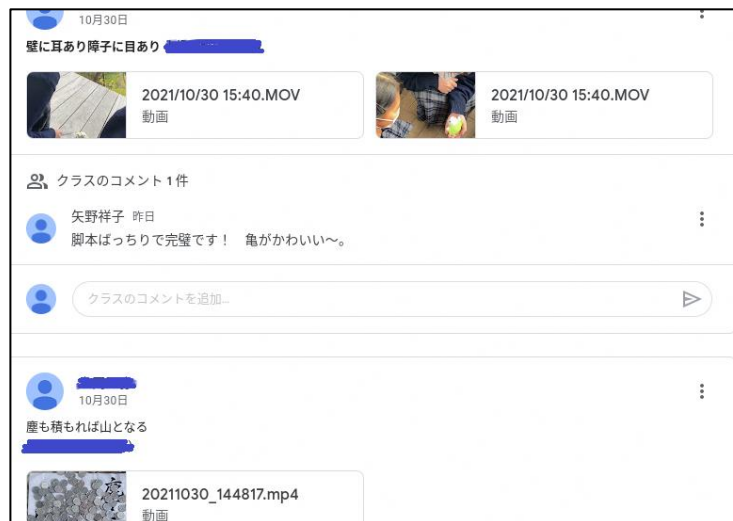 10月30日
壁に耳あり障子に目あり
2021/10/30 15:40.MOV
動画
2021/10/30 15:40.MOV
動画
クラスのコメント 1 件
矢野祥子 昨日
脚本ばっちりで完璧です！　亀がかわいい〜。
クラスのコメントを追加…
10月30日
塵も積もれば山となる
20211030_144817.mp4
動画